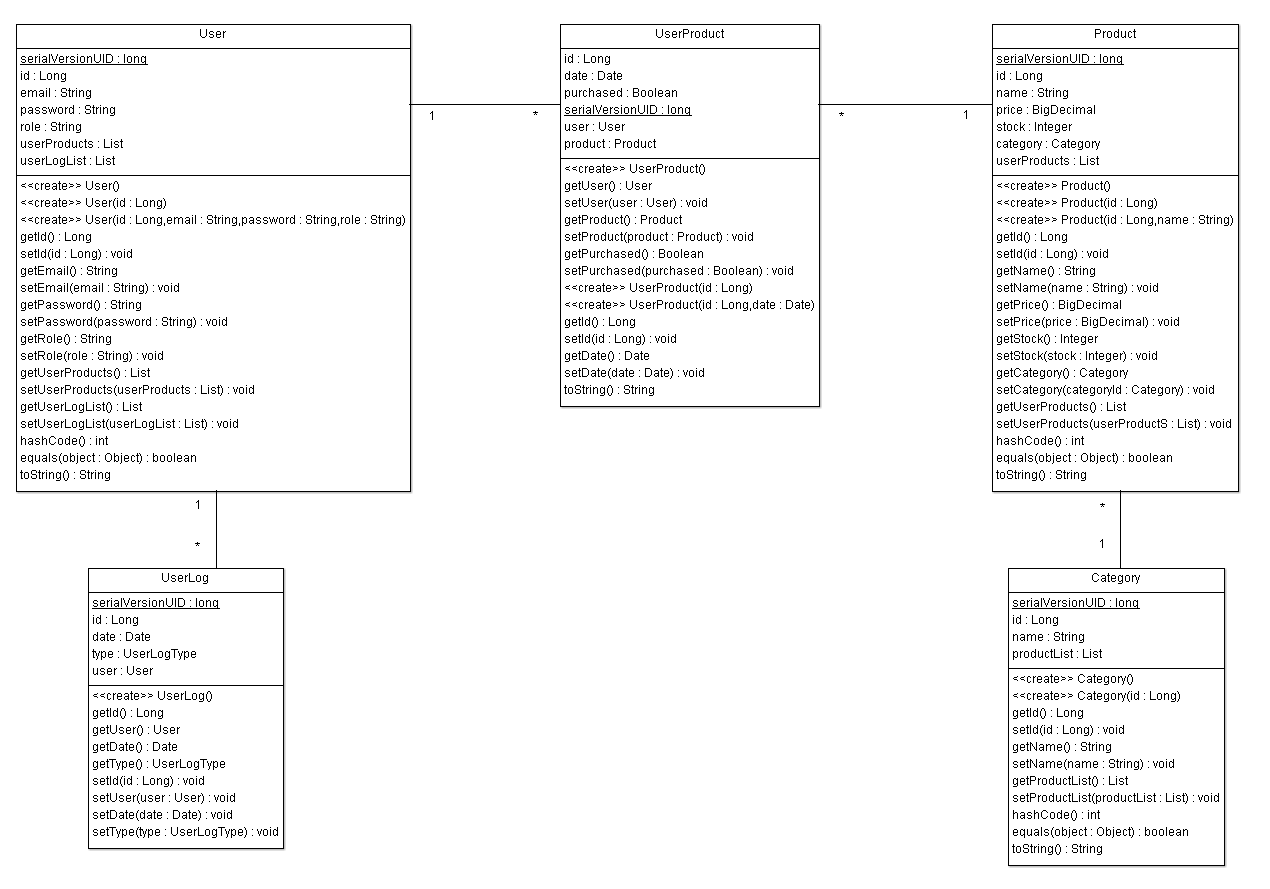 User
serialVersionUID : long
id : Long
email : String
password : String
role : String
userProducts : List
userLogList : List
<<create>> User()
<<create>> User(id : Long)
<<create>> User(id : Long,email : String,password : String,role : String)
getId() : Long
setId(id : Long) : void
getEmail() : String
setEmail(email : String) : void
getPassword() : String
setPassword(password : String) : void
getRole() : String
setRole(role : String) : void
getUserProducts() : List
setUserProducts(userProducts : List) : void
getUserLogList() : List
setUserLogList(userLogList : List) : void
hashCode() : int
equals(object : Object) : boolean
toString() : String
1
*
UserProduct
id : Long
date : Date
purchased : Boolean
serialVersionUID : long
user : User
product : Product
<<create>> UserProduct()
getUser() : User
setUser(user : User) : void
getProduct() : Product
setProduct(product : Product) : void
getPurchased() : Boolean
setPurchased(purchased : Boolean) : void
<<create>> UserProduct(id : Long)
<<create>> UserProduct(id : Long,date : Date)
getId() : Long
setId(id : Long) : void
getDate() : Date
setDate(date : Date) : void
toString() : String
*
1
Product
serialVersionUID : long
id : Long
name : String
price : BigDecimal
stock : Integer
category : Category
userProducts : List
<<create>> Product()
<<create>> Product(id : Long)
<<create>> Product(id : Long,name : String)
getId() : Long
setId(id : Long) : void
getName() : String
setName(name : String) : void
getPrice() : BigDecimal
setPrice(price : BigDecimal) : void
getStock() : Integer
setStock(stock : Integer) : void
getCategory() : Category
setCategory(categoryId : Category) : void
getUserProducts() : List
setUserProducts(userProductS : List) : void
hashCode() : int
equals(object : Object) : boolean
toString() : String
1
*
UserLog
serialVersionUID : long
id : Long
date : Date
type : UserLogType
user : User
<<create>> UserLog()
getId() : Long
getUser() : User
getDate() : Date
getType() : UserLogType
setId(id : Long) : void
setUser(user : User) : void
setDate(date : Date) : void
setType(type : UserLogType) : void
*
1
Category
serialVersionUID : long
id : Long
name : String
productList : List
<<create>> Category()
<<create>> Category(id : Long)
getId() : Long
setId(id : Long) : void
getName() : String
setName(name : String) : void
getProductList() : List
setProductList(productList : List) : void
hashCode() : int
equals(object : Object) : boolean
toString() : String